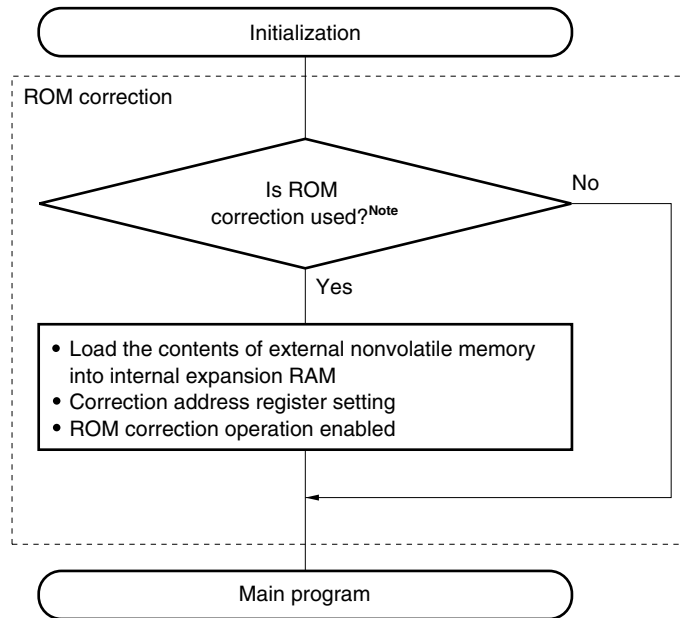 Initialization
ROM correction
Is ROM
correction used?Note
No
Yes
• Load the contents of external nonvolatile memory
into internal expansion RAM
• Correction address register setting
• ROM correction operation enabled
Main program